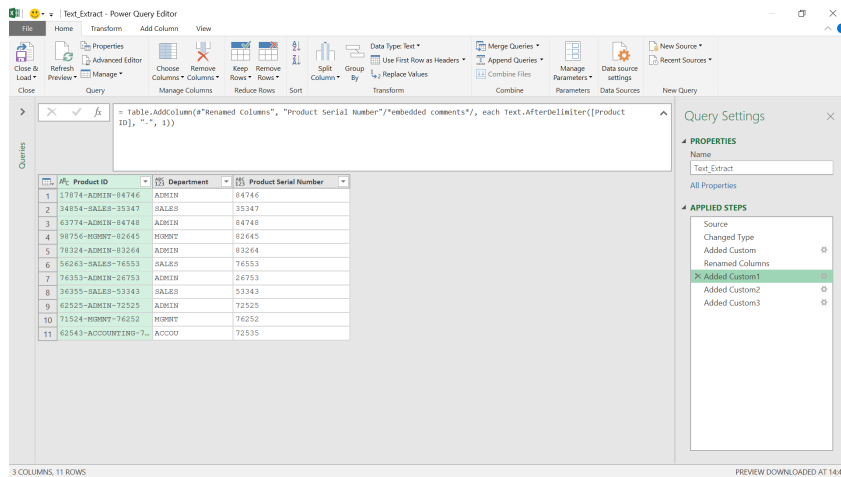 Text_Extract - Power Query Editor
File Home Transform Add Column View
Close & Load
Refresh Preview
Properties
Advanced Editor
Manage
Choose Columns
Remove Columns
Keep Rows
Remove Rows
Split Column
Group By
Data Type: Text
Use First Row as Headers
Replace Values
Merge Queries
Append Queries
Combine Files
Manage Parameters
Data source settings
New Source
Recent Sources
Close Query Manage Columns Reduce Rows Sort Transform Combine Parameters Data Sources New Query
= Table.AddColumn(#"Renamed Columns", "Product Serial Number"/*embedded comments*/, each Text.AfterDelimiter([Product
ID], "-", 1))
Queries
Product ID Department Product Serial Number
1 17874-ADMIN-84746 ADMIN 84746
2 34854-SALES-35347 SALES 35347
3 63774-ADMIN-84748 ADMIN 84748
4 98756-MGMNT-82645 MGMNT 82645
5 78324-ADMIN-83264 ADMIN 83264
6 56263-SALES-76553 SALES 76553
7 76353-ADMIN-26753 ADMIN 26753
8 36355-SALES-53343 SALES 53343
9 62525-ADMIN-72525 ADMIN 72525
10 71524-MGMNT-76252 MGMNT 76252
11 62543-ACCOUNTING-7... ACCOU 72535
Query Settings
PROPERTIES
Name
Text_Extract
All Properties
APPLIED STEPS
Source
Changed Type
Added Custom
Renamed Columns
Added Custom1
Added Custom2
Added Custom3
3 COLUMNS, 11 ROWS
PREVIEW DOWNLOADED AT 14:4